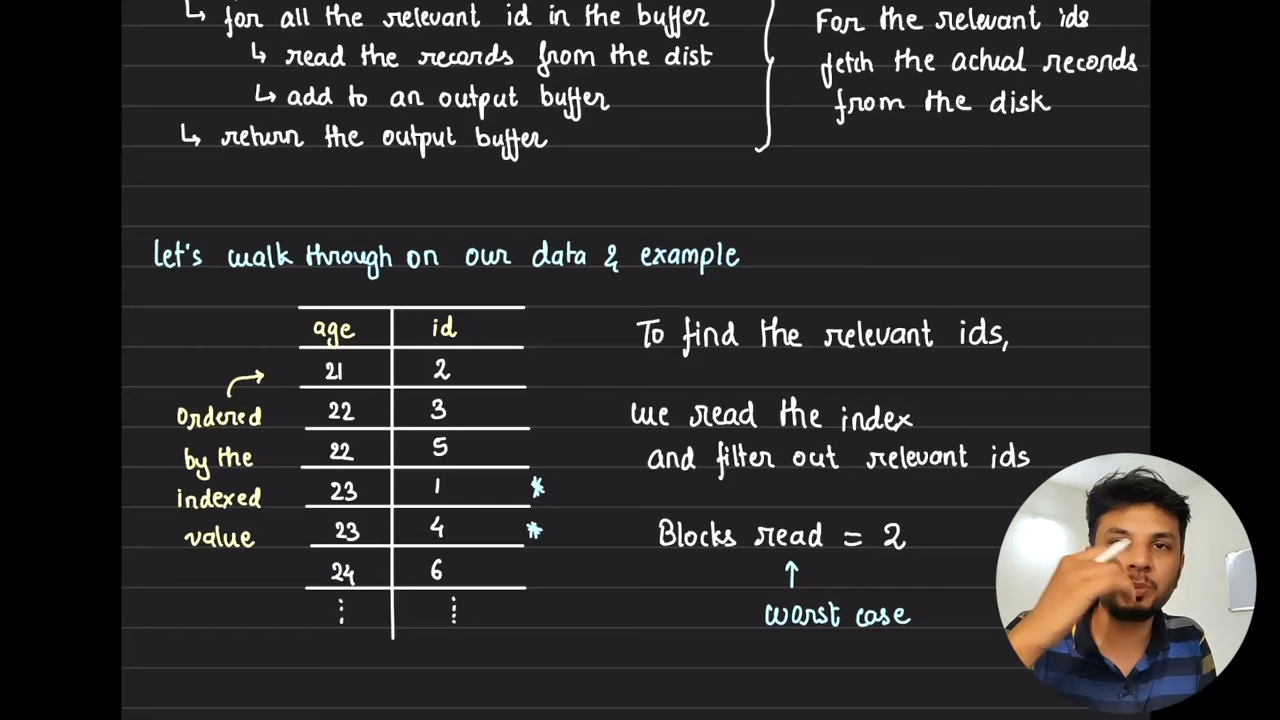 ↳ for all the relevant id in the buffer
↳ read the records from the dist
↳ add to an output buffer
↳ return the output buffer
For the relevant ids
fetch the actual records
from the disk
let's walk through on our data & example
Ordered
by the
indexed
value
age id
21 2
22 3
22 5
23 1 *
23 4 *
24 6
⋮ ⋮
To find the relevant ids,
we read the index
and filter out relevant ids
Blocks read = 2
↑
worst case